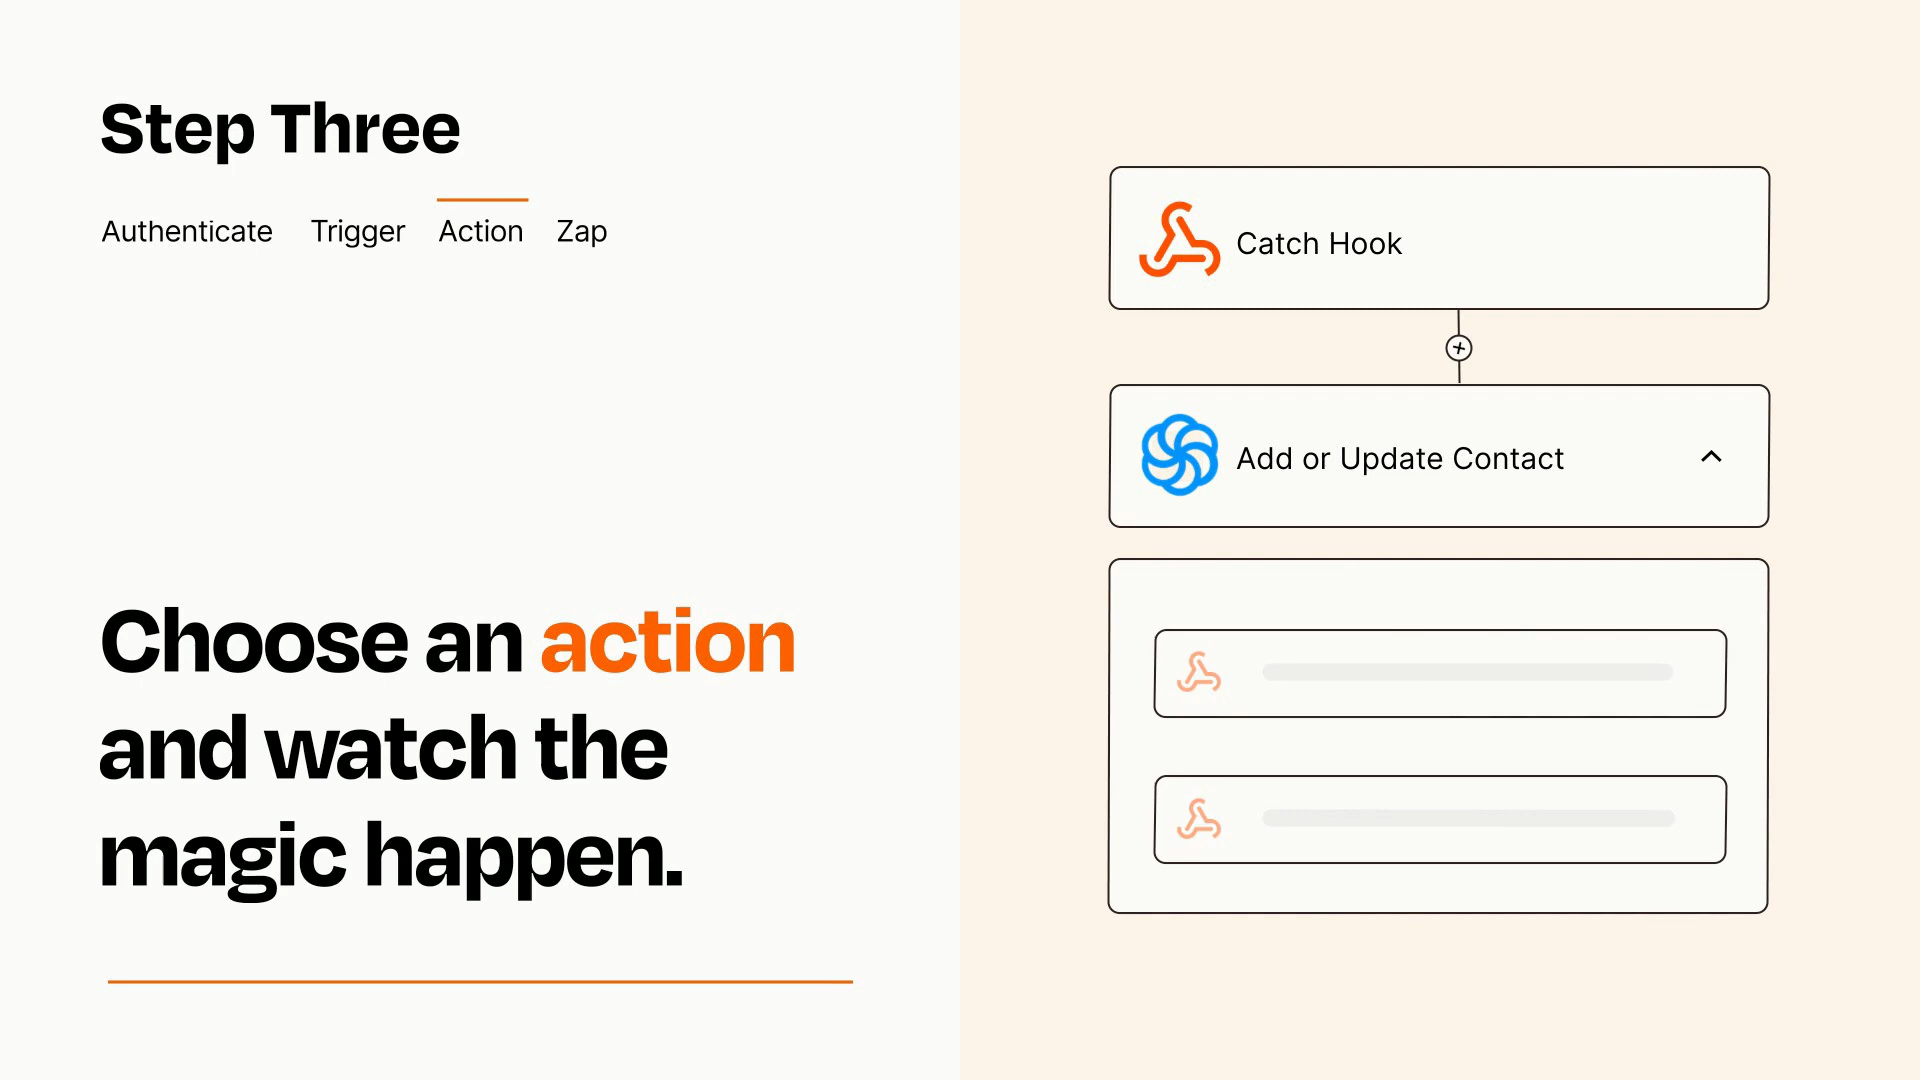 Step Three
Authenticate Trigger Action Zap
Choose an action
and watch the
magic happen.
Catch Hook
Add or Update Contact